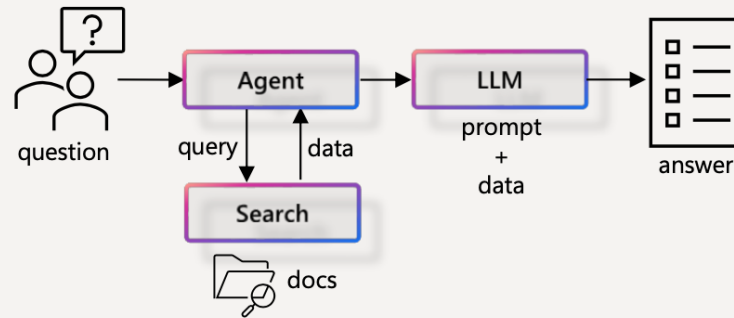 ?
Agent
LLM
question
query
data
prompt
+
data
answer
Search
docs